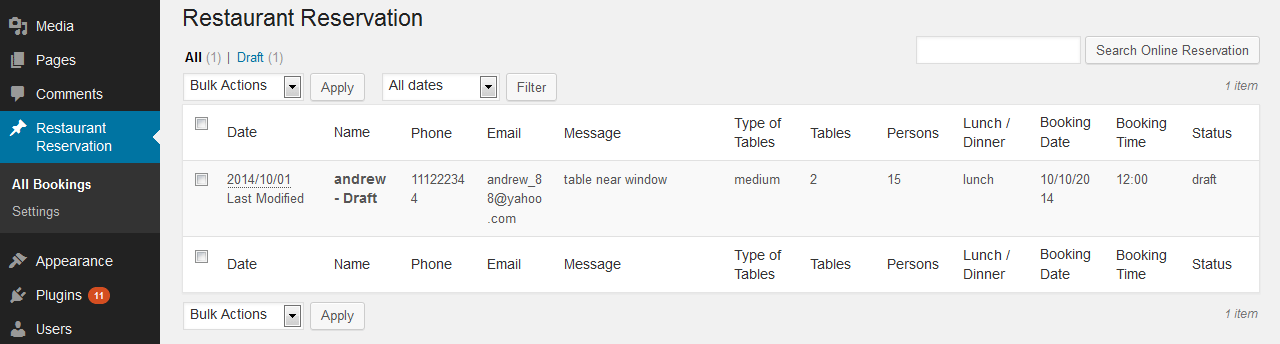 Media
Pages
Comments
Restaurant
Reservation
All Bookings
Settings
Appearance
Plugins 11
Users
Restaurant Reservation
All (1) | Draft (1)
Search Online Reservation
Bulk Actions Apply All dates Filter
1 item
Date Name Phone Email Message Type of Tables Tables Persons Lunch / Dinner Booking Date Booking Time Status
2014/10/01 andrew 11122234 andrew_8 table near window medium 2 15 lunch 10/10/20 12:00 draft
Last Modified - Draft 4 8@yahoo 14
.com
Date Name Phone Email Message Type of Tables Tables Persons Lunch / Dinner Booking Date Booking Time Status
Bulk Actions Apply
1 item